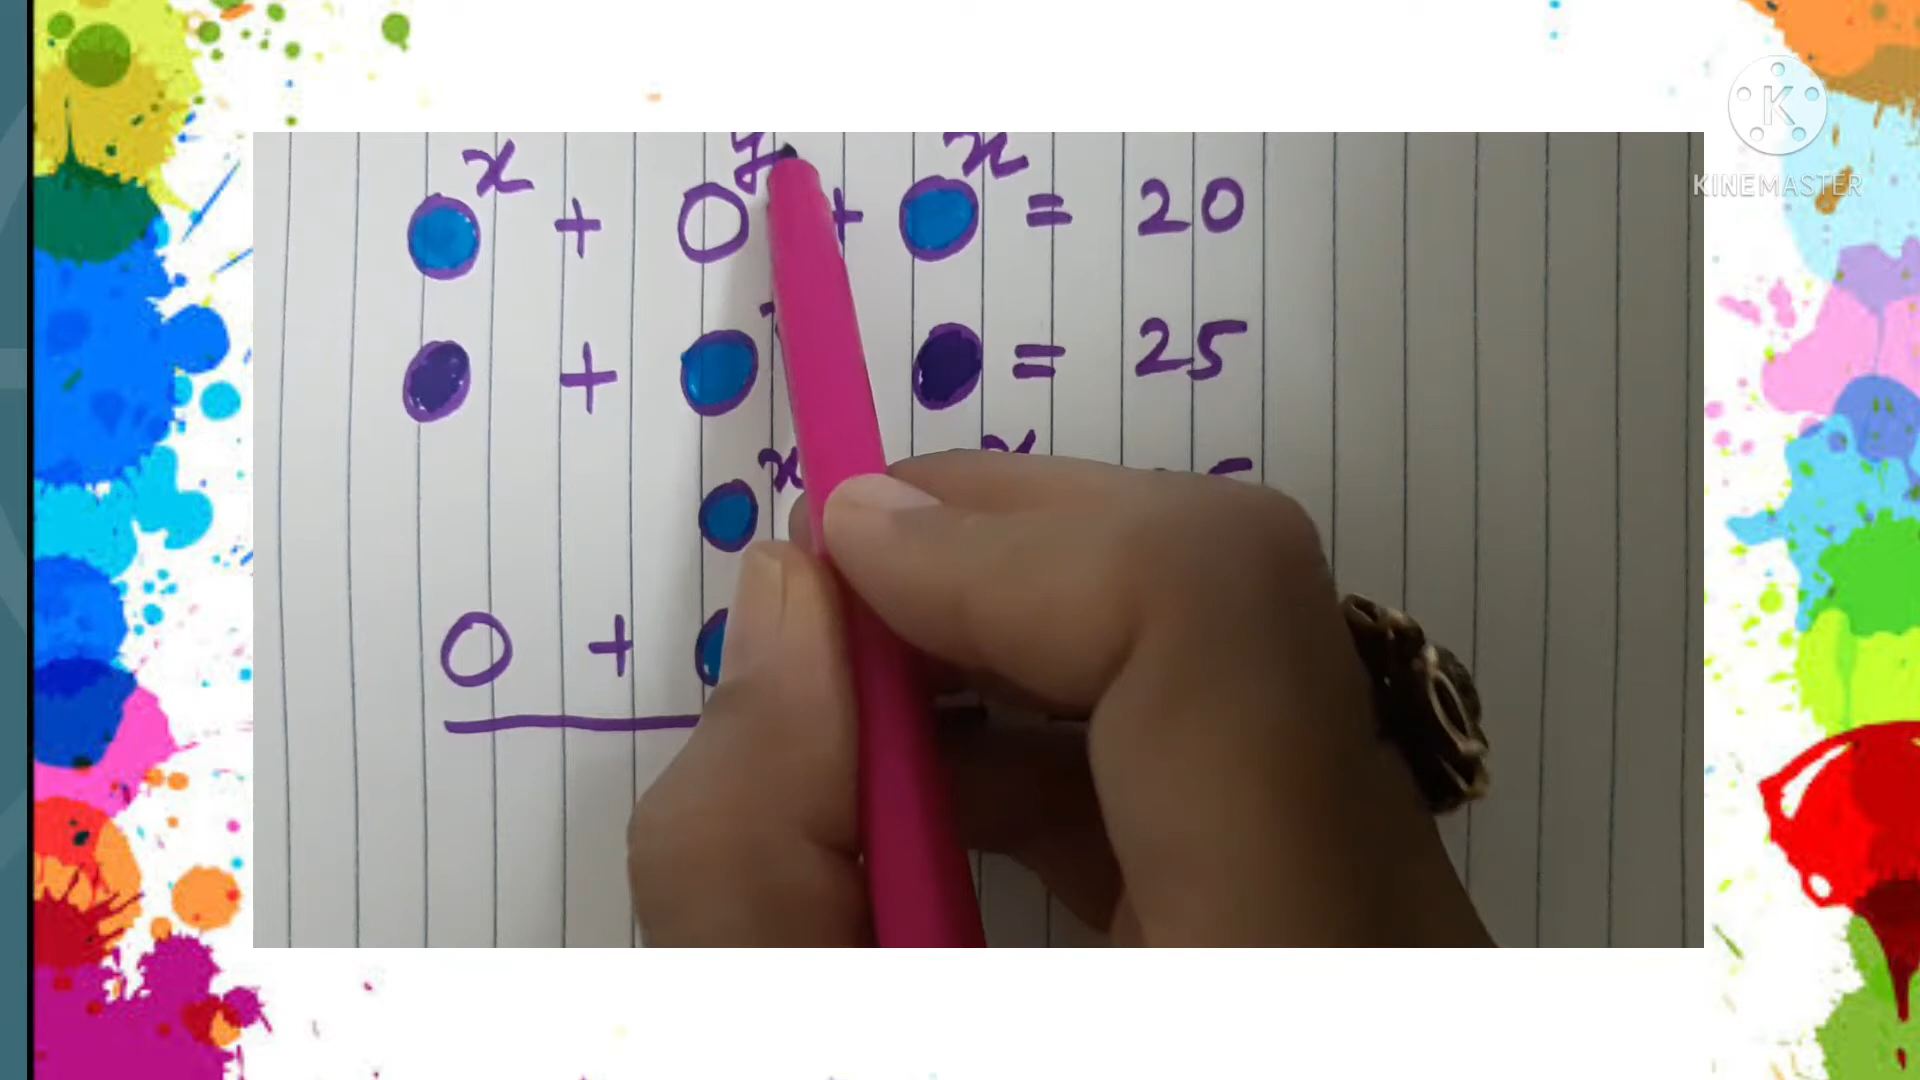 x y x
+ O + = 20
+ = 25
x x
O +
K
KINEMASTER